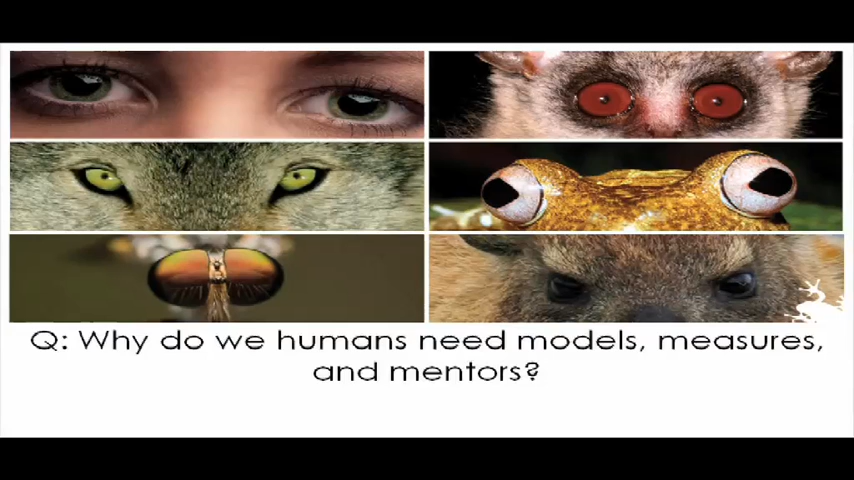 Q: Why do we humans need models, measures,
and mentors?